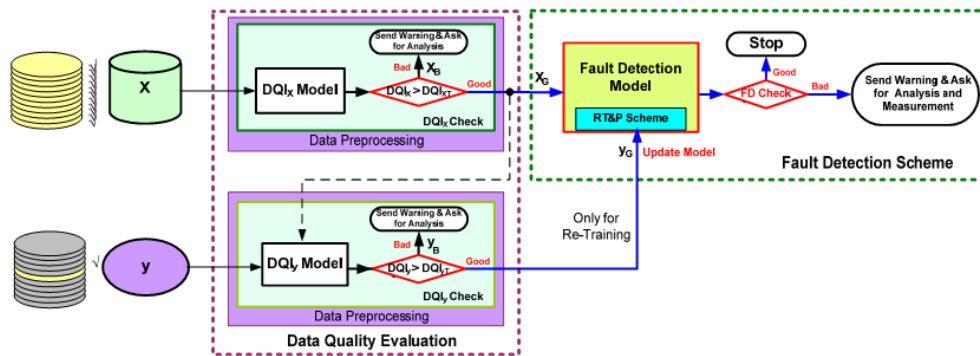 X
DQIX Model
Send Warning & Ask
for Analysis
Bad
XB
DQIX > DQIXT
Good
DQIX Check
Data Preprocessing
XG
Fault Detection
Model
RT&P Scheme
yG
Update Model
Stop
Good
FD Check
Bad
Send Warning & Ask
for Analysis and
Measurement
Fault Detection Scheme
y
DQIy Model
Send Warning & Ask
for Analysis
Bad
yB
DQIy > DQIyT
Good
DQIy Check
Data Preprocessing
Only for
Re-Training
Data Quality Evaluation